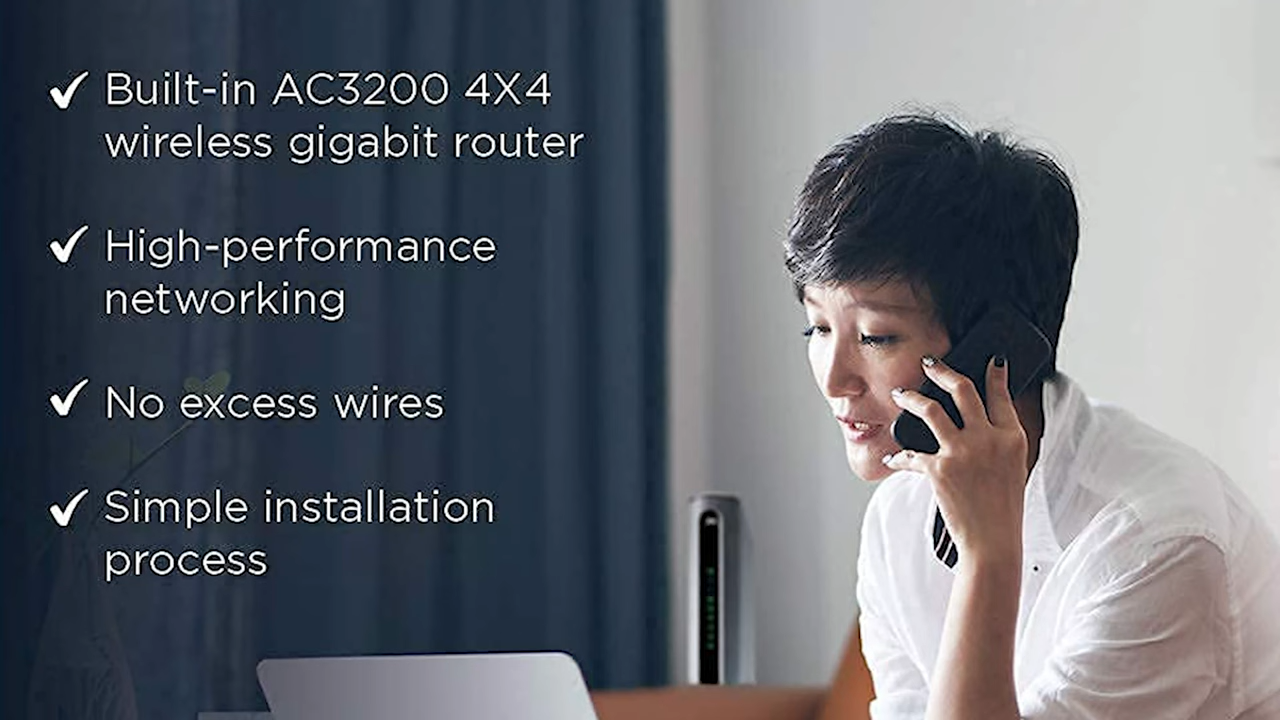 Built-in AC3200 4X4
wireless gigabit router
High-performance
networking
No excess wires
Simple installation
process